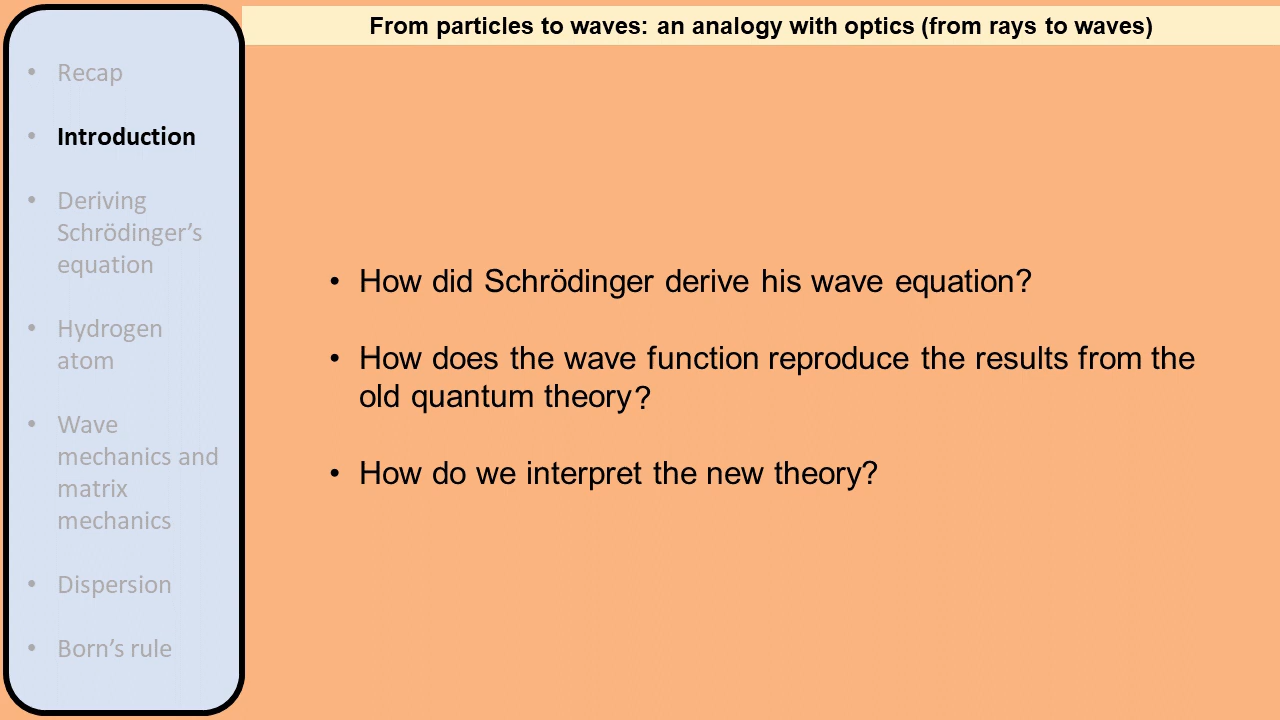 From particles to waves: an analogy with optics (from rays to waves)
• Recap
• Introduction
• Deriving
Schrödinger’s
equation
• Hydrogen
atom
• Wave
mechanics and
matrix
mechanics
• Dispersion
• Born’s rule
• How did Schrödinger derive his wave equation?
• How does the wave function reproduce the results from the
old quantum theory?
• How do we interpret the new theory?